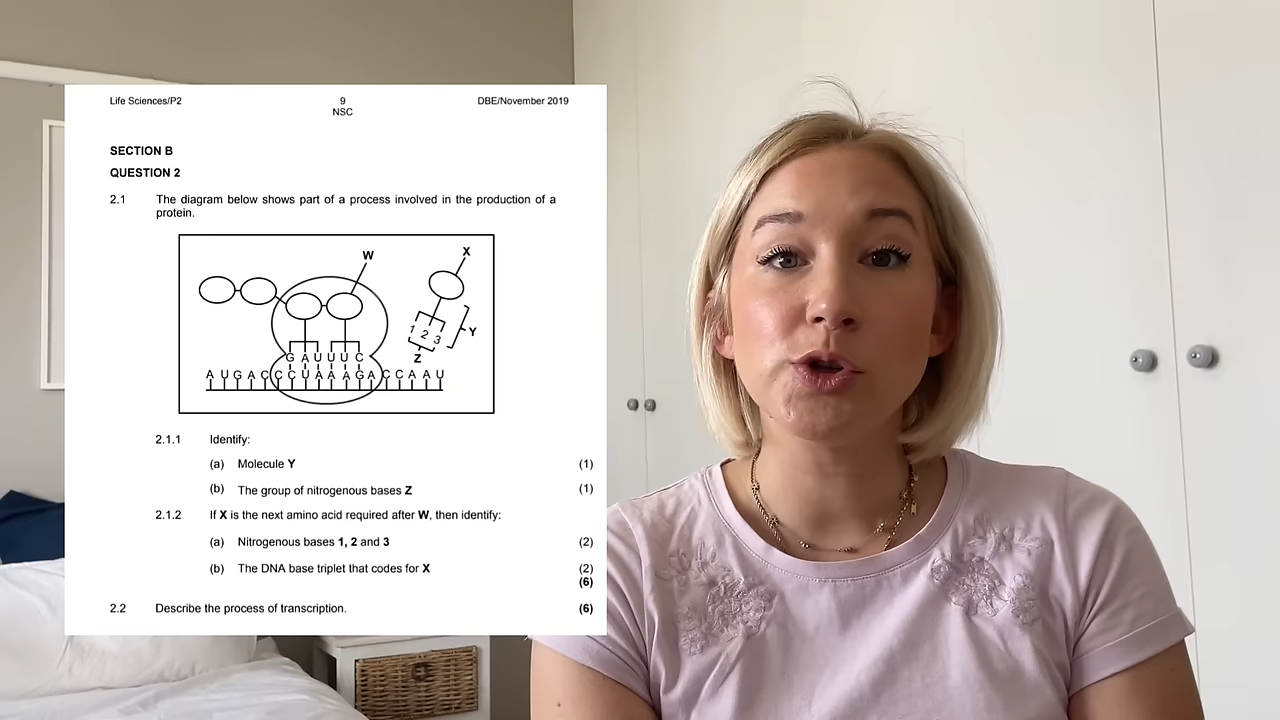 Life Sciences/P2 9 DBE/November 2019
NSC
SECTION B
QUESTION 2
2.1 The diagram below shows part of a process involved in the production of a
protein.
W X
1 2 3 Y
Z
G A U U U C
A U G A C C C U A A A G A C C A A U
2.1.1 Identify:
(a) Molecule Y (1)
(b) The group of nitrogenous bases Z (1)
2.1.2 If X is the next amino acid required after W, then identify:
(a) Nitrogenous bases 1, 2 and 3 (2)
(b) The DNA base triplet that codes for X (2)
(6)
2.2 Describe the process of transcription. (6)